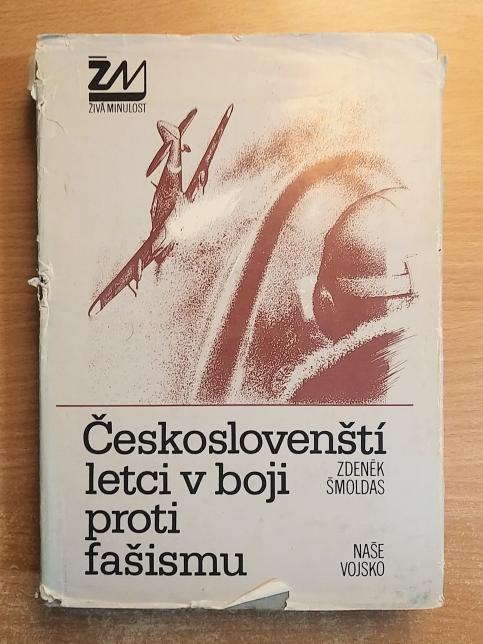 ŽM
ŽIVÁ MINULOST
Českoslovenští
letci v boji
proti
fašismu
ZDENĚK
ŠMOLDAS
NAŠE
VOJSKO